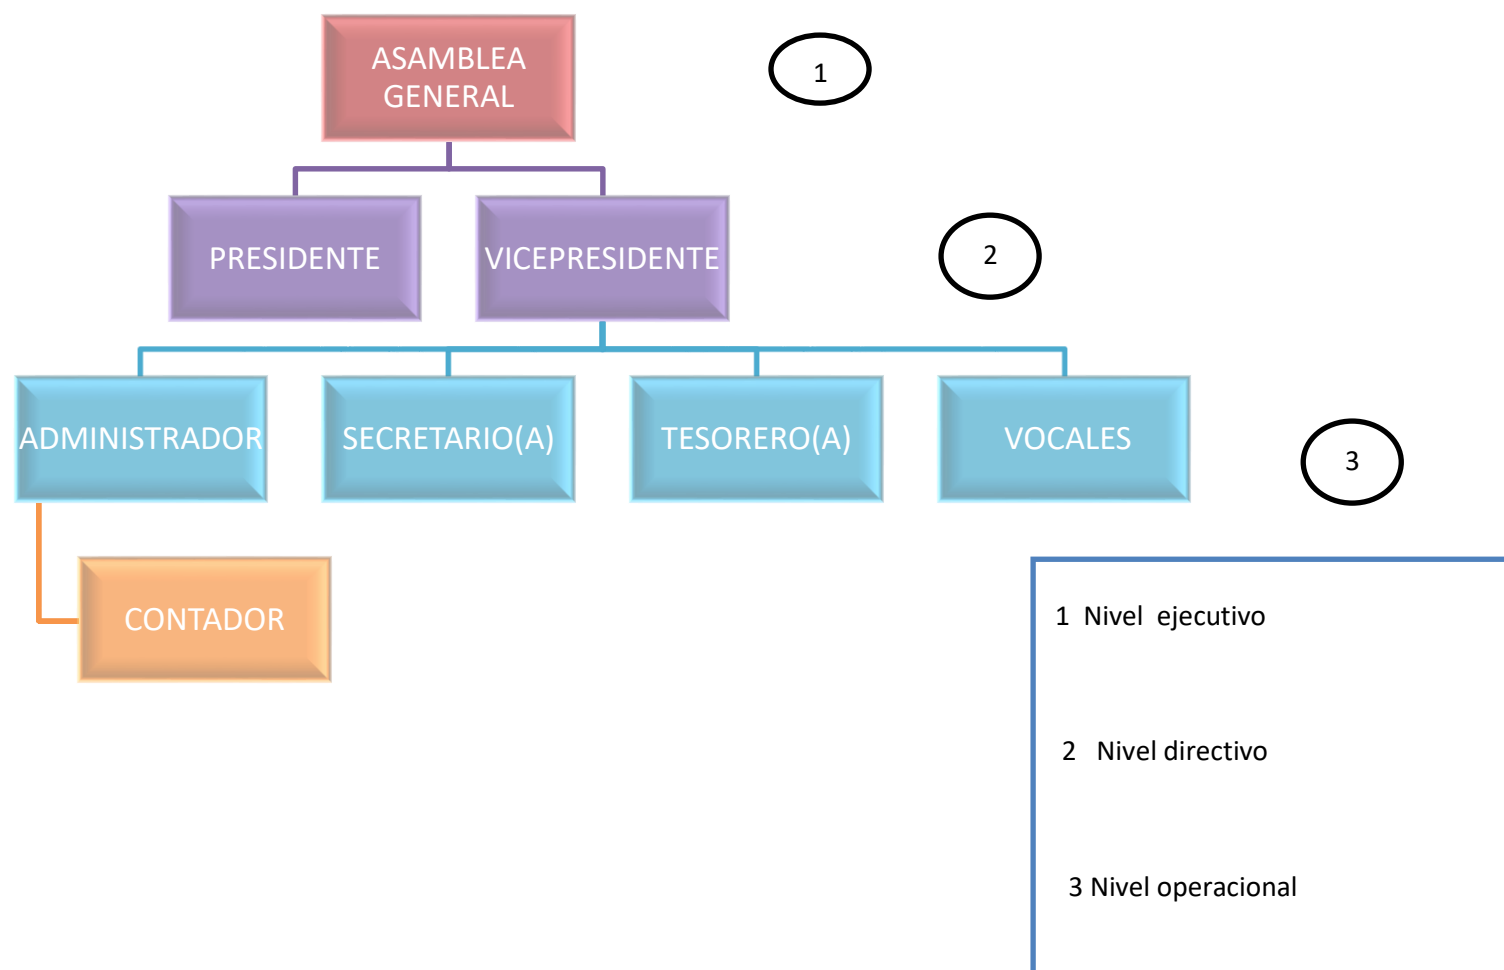 ASAMBLEA
GENERAL
1
PRESIDENTE
VICEPRESIDENTE
2
ADMINISTRADOR
SECRETARIO(A)
TESORERO(A)
VOCALES
3
CONTADOR
1 Nivel ejecutivo
2 Nivel directivo
3 Nivel operacional